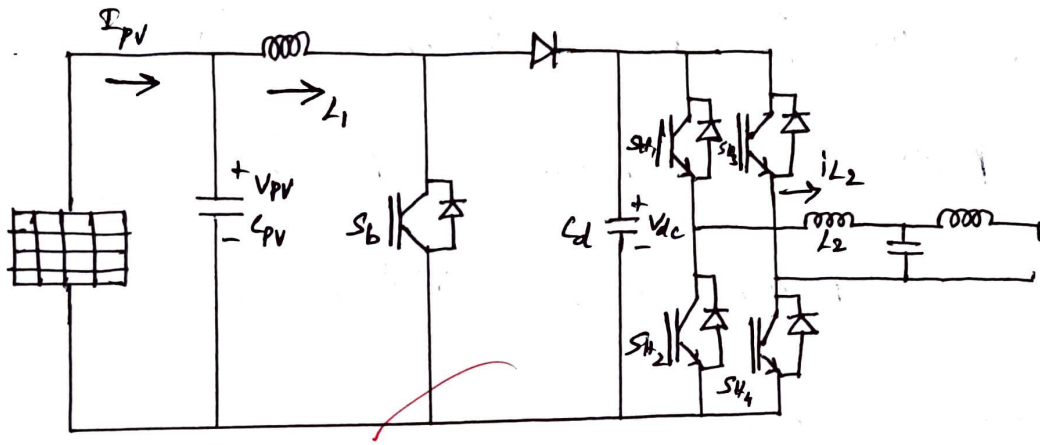 IPV
L1
+
VPV
CPV
-
Sb
Cd
+
Vdc
-
SH1
SH3
iL2
L2
SH2
SH4